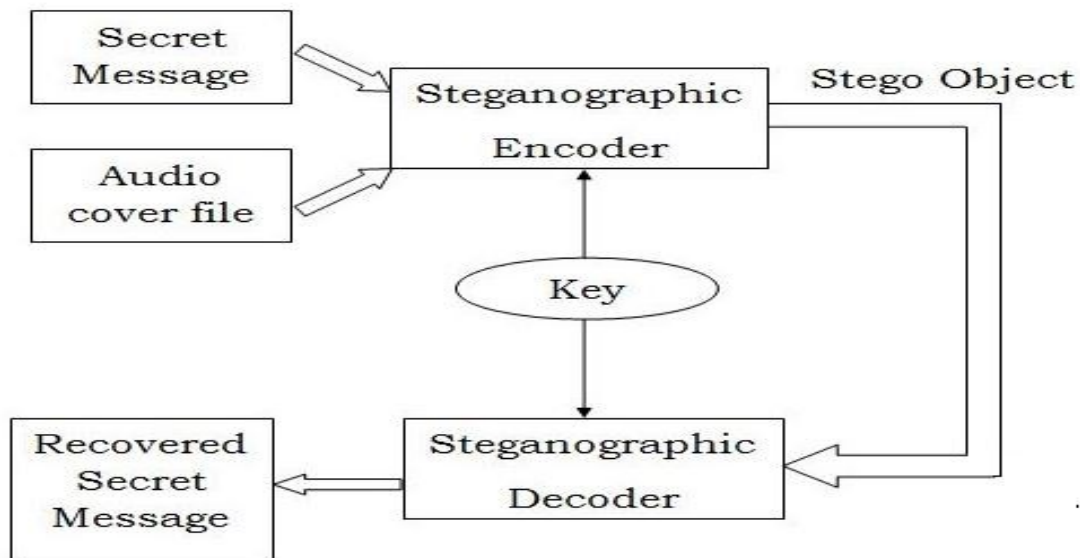 Secret
Message
Steganographic
Encoder
Stego Object
Audio
cover file
Key
Recovered
Secret
Message
Steganographic
Decoder